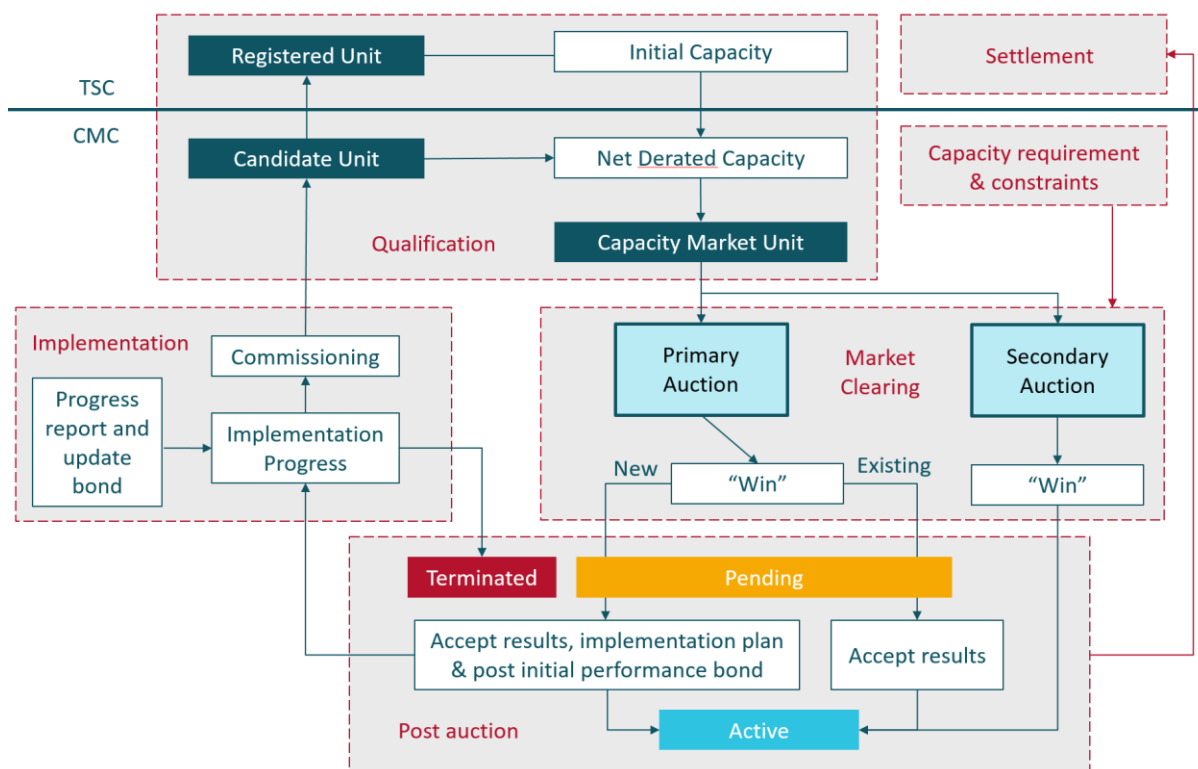 Registered Unit
Initial Capacity
Settlement
TSC
CMC
Candidate Unit
Net Derated Capacity
Capacity requirement
& constraints
Qualification
Capacity Market Unit
Implementation
Commissioning
Progress
report and
update
bond
Implementation
Progress
Primary
Auction
Market
Clearing
Secondary
Auction
New
"Win"
Existing
"Win"
Terminated
Pending
Accept results, implementation plan
& post initial performance bond
Accept results
Post auction
Active